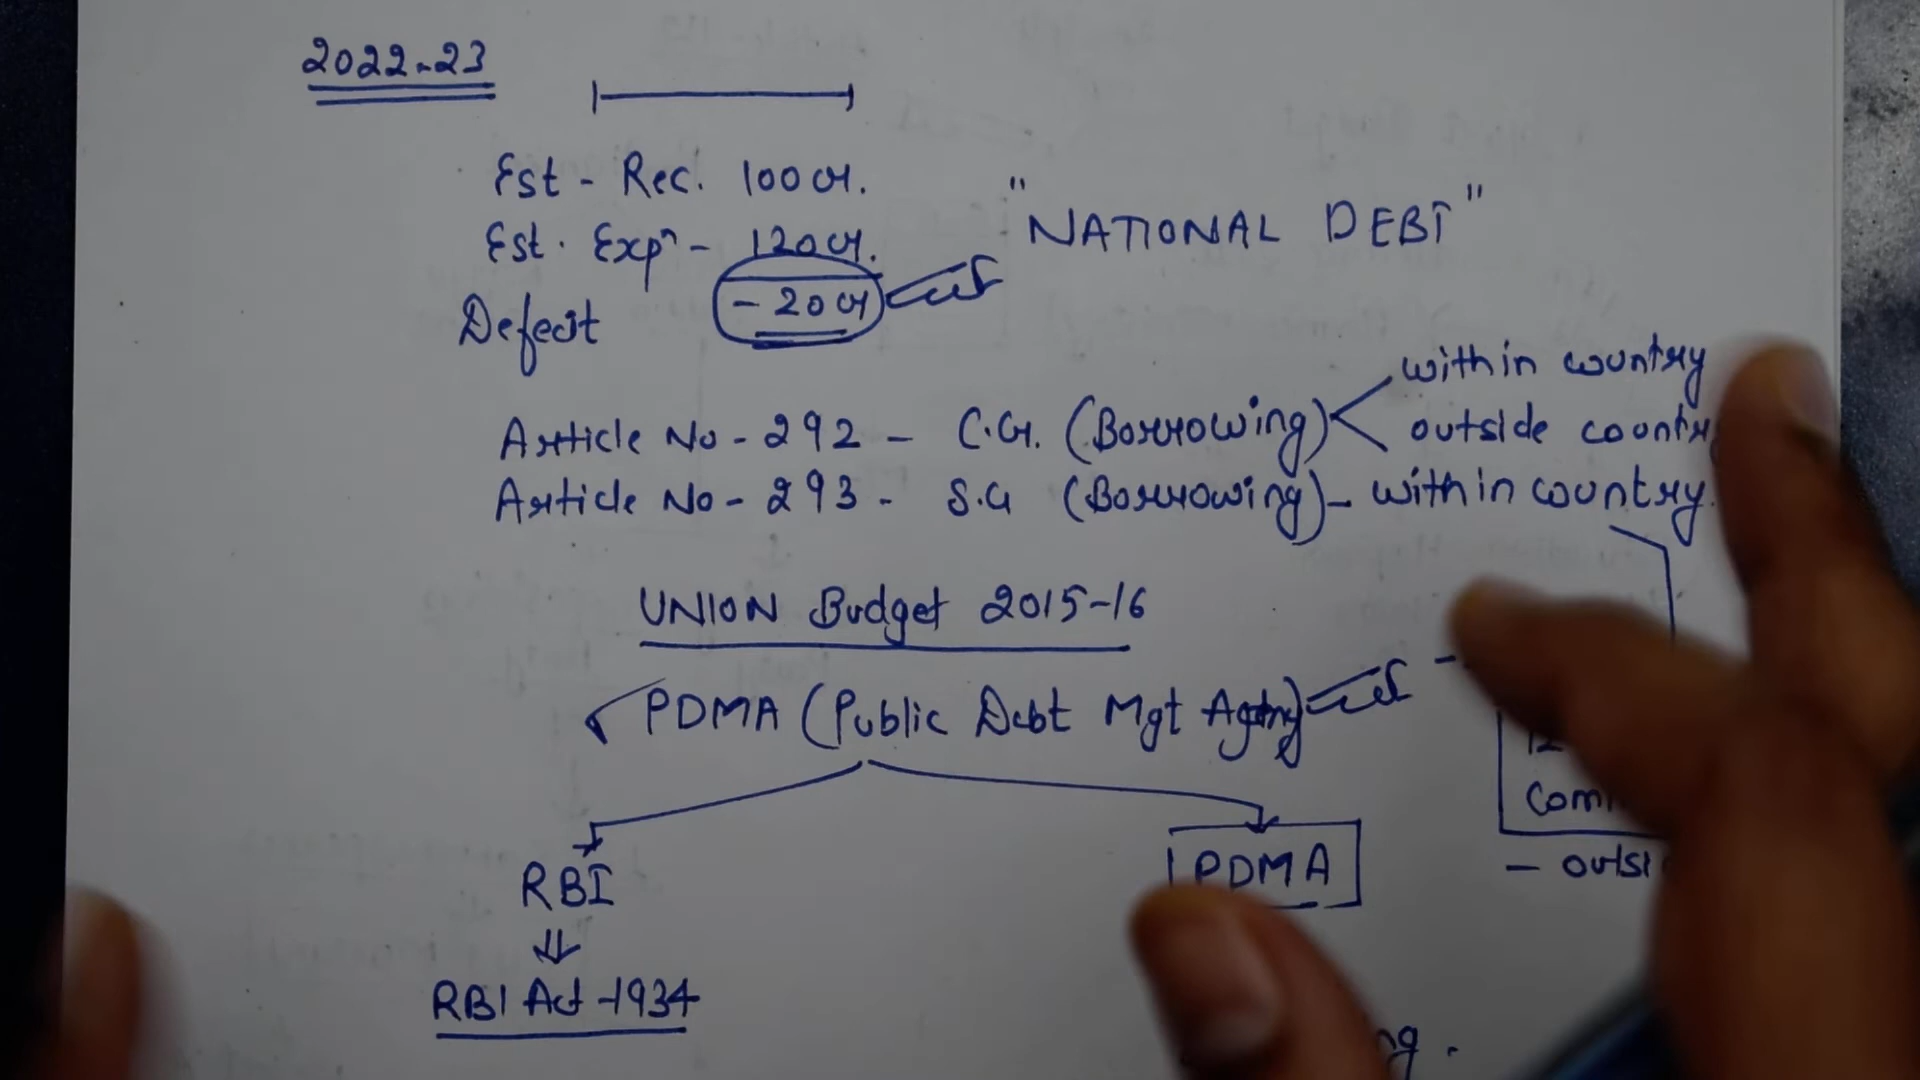 2022-23
Est - Rec. 100 cr.
"NATIONAL DEBT"
Est. Expn - 120 cr.
Defecit - 20 cr
within country
Article No - 292 - C.G. (Borrowing) outside country
Article No - 293 - S.G (Borrowing) - within country.
UNION Budget 2015-16
PDMA (Public Debt Mgt Agency)
RBI
PDMA
RBI Act -1934